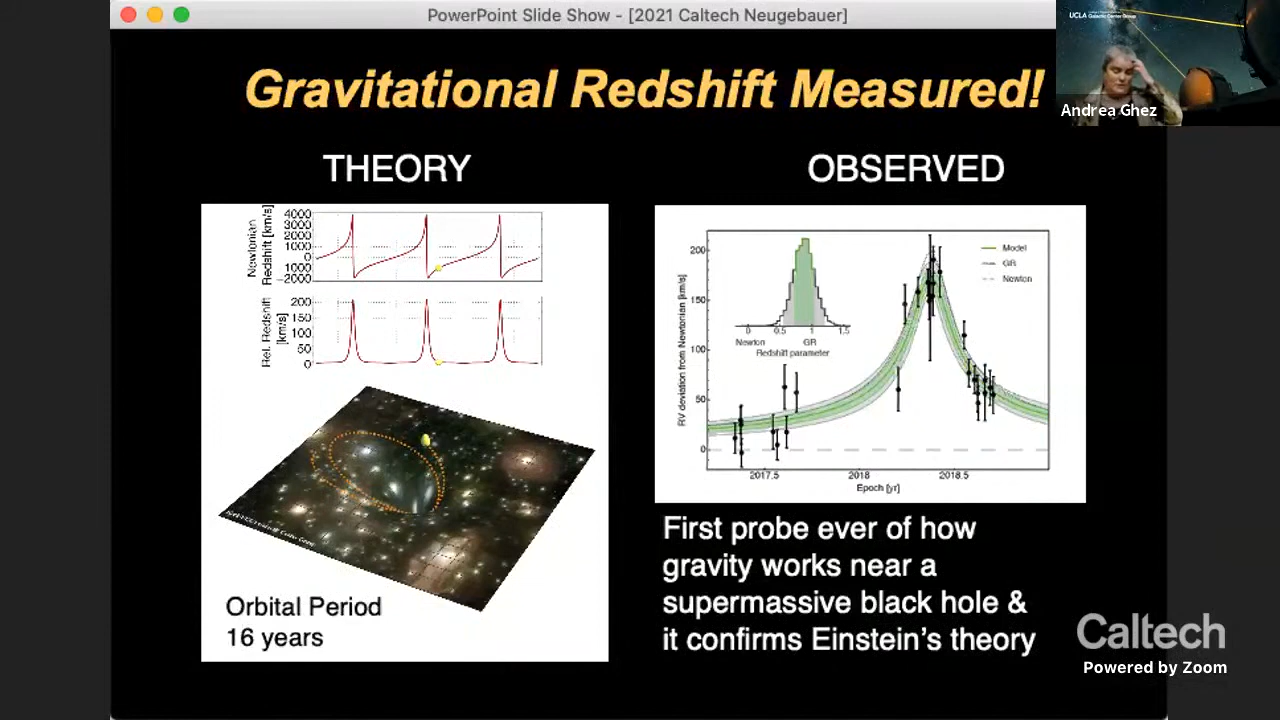 PowerPoint Slide Show - [2021 Caltech Neugebauer]
UCLA
Galactic Center Group
Andrea Ghez
Gravitational Redshift Measured!
THEORY
OBSERVED
Newtonian
Redshift [km/s]
4000
3000
2000
1000
0
1000
-2000
Rel. Redshift
[km/s]
200
150
100
50
0
Orbital Period
16 years
RV deviation from Newtonian [km/s]
200
150
100
50
0
Model
GR
Newton
0
0.5
1
1.5
Newton
GR
Redshift parameter
2017.5
2018
2018.5
Epoch [yr]
First probe ever of how
gravity works near a
supermassive black hole &
it confirms Einstein's theory
Caltech
Powered by Zoom